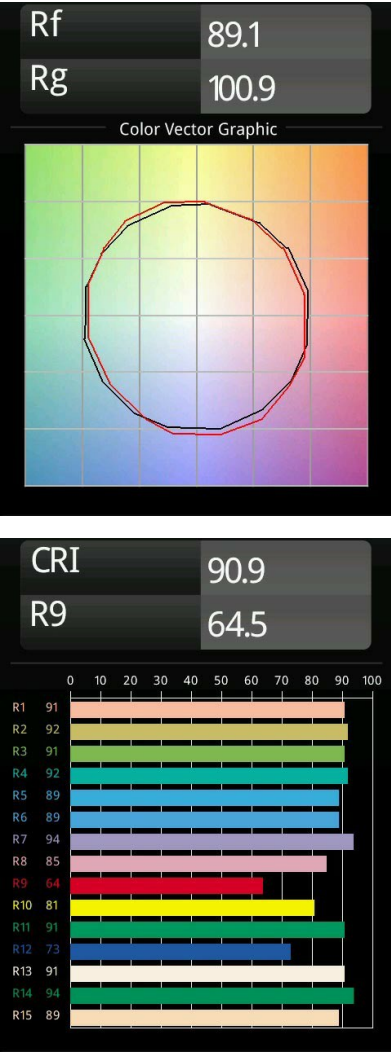 Rf 89.1
Rg 100.9
Color Vector Graphic
CRI 90.9
R9 64.5
0 10 20 30 40 50 60 70 80 90 100
R1 91
R2 92
R3 91
R4 92
R5 89
R6 89
R7 94
R8 85
R9 64
R10 81
R11 91
R12 73
R13 91
R14 94
R15 89